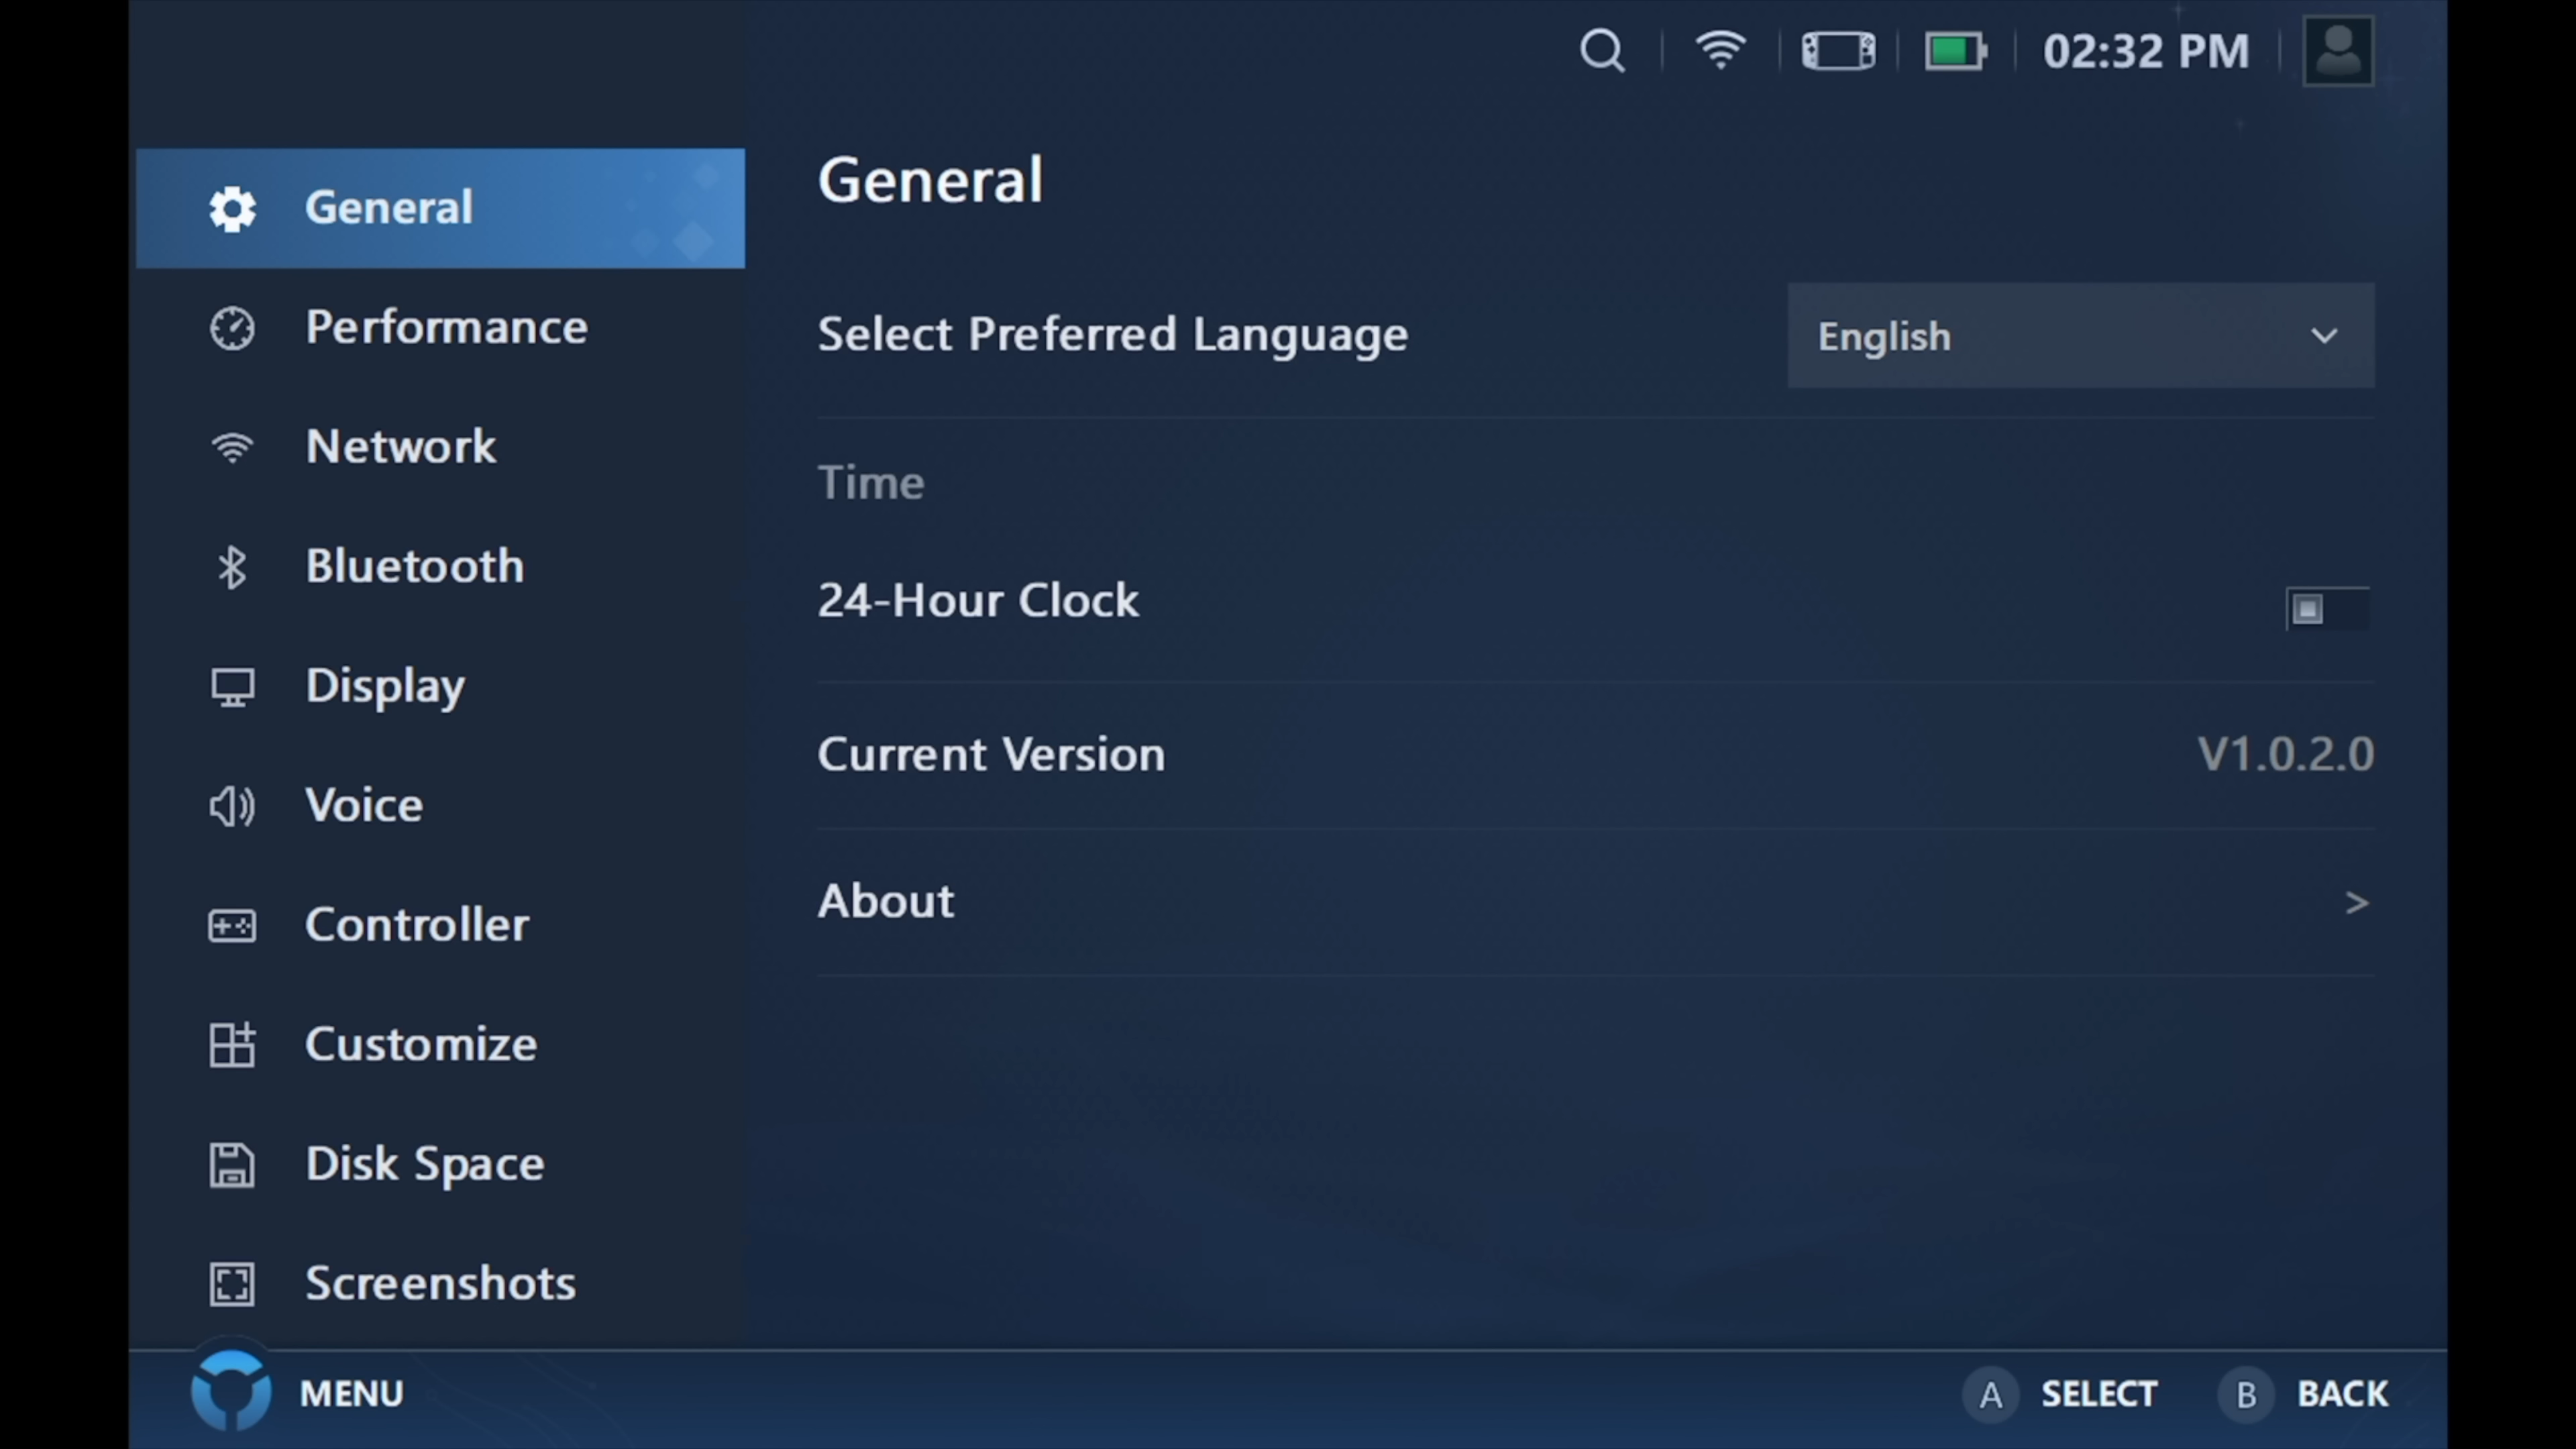 02:32 PM
General
Performance
Network
Bluetooth
Display
Voice
Controller
Customize
Disk Space
Screenshots
General
Select Preferred Language
English
Time
24-Hour Clock
Current Version
V1.0.2.0
About
>
MENU
A SELECT
B BACK